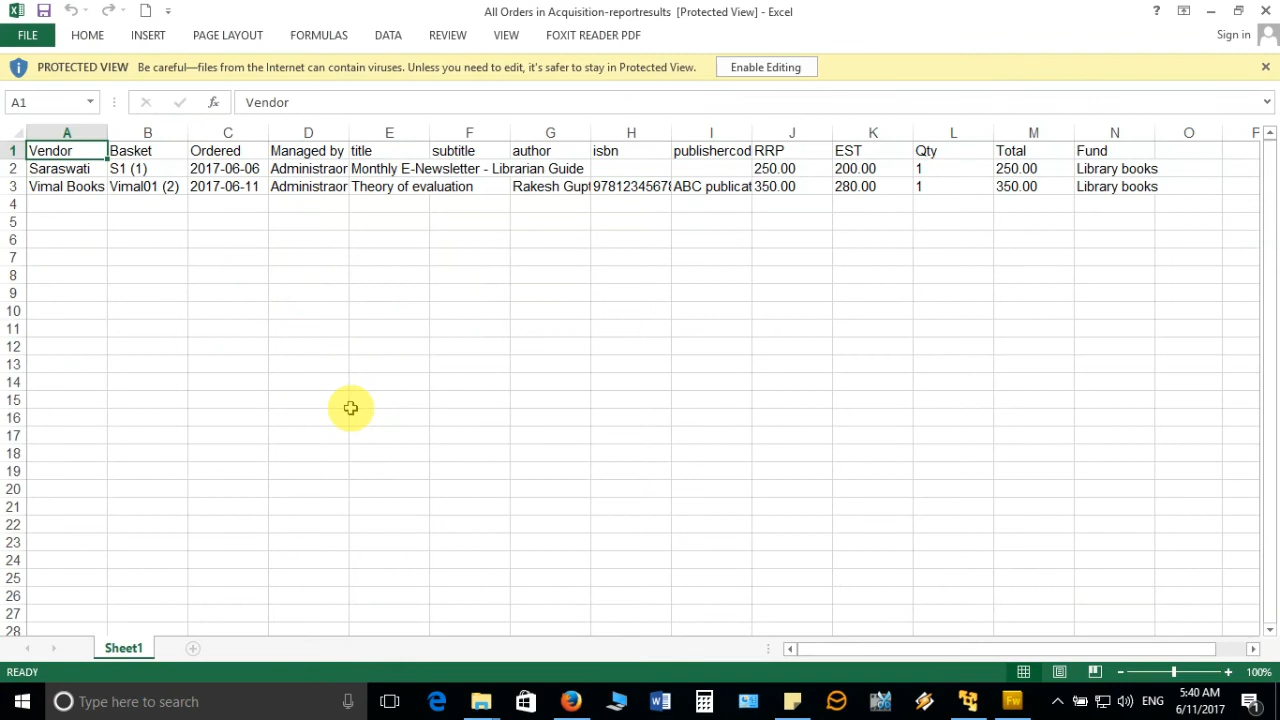 All Orders in Acquisition-reportresults [Protected View] - Excel
?
FILE HOME INSERT PAGE LAYOUT FORMULAS DATA REVIEW VIEW FOXIT READER PDF Sign in
PROTECTED VIEW Be careful—files from the Internet can contain viruses. Unless you need to edit, it's safer to stay in Protected View. Enable Editing
A1 fx Vendor
A B C D E F G H I J K L M N O
1 Vendor Basket Ordered Managed by title subtitle author isbn publishercod RRP EST Qty Total Fund
2 Saraswati S1 (1) 2017-06-06 Administraor Monthly E-Newsletter - Librarian Guide 250.00 200.00 1 250.00 Library books
3 Vimal Books Vimal01 (2) 2017-06-11 Administraor Theory of evaluation Rakesh Gupt 97812345678 ABC publicat 350.00 280.00 1 350.00 Library books
4
5
6
7
8
9
10
11
12
13
14
15
16
17
18
19
20
21
22
23
24
25
26
27
28
Sheet1
READY 100%
Type here to search Fw ENG 5:40 AM
6/11/2017 1